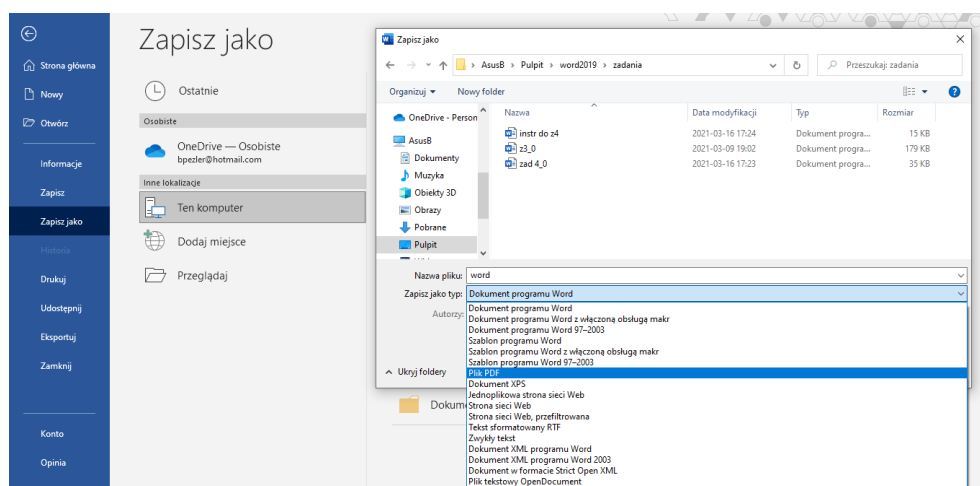 Zapisz jako
Strona główna
Nowy
Otwórz
Informacje
Zapisz
Zapisz jako
Historia
Drukuj
Udostępnij
Eksportuj
Zamknij
Konto
Opinia
Ostatnie
Osobiste
OneDrive — Osobiste
bpezler@hotmail.com
Inne lokalizacje
Ten komputer
Dodaj miejsce
Przeglądaj
Zapisz jako
AsusB › Pulpit › word2019 › zadania
Przeszukaj: zadania
Organizuj Nowy folder
Nazwa Data modyfikacji Typ Rozmiar
OneDrive - Person
AsusB
Dokumenty
Muzyka
Obiekty 3D
Obrazy
Pobrane
Pulpit
instr do z4 2021-03-16 17:24 Dokument progra... 15 KB
z3_0 2021-03-09 19:02 Dokument progra... 179 KB
zad 4_0 2021-03-16 17:23 Dokument progra... 35 KB
Nazwa pliku: word
Zapisz jako typ: Dokument programu Word
Autorzy:
Dokument programu Word
Dokument programu Word z włączoną obsługą makr
Dokument programu Word 97–2003
Szablon programu Word
Szablon programu Word z włączoną obsługą makr
Szablon programu Word 97–2003
Plik PDF
Dokument XPS
Jednoplikowa strona sieci Web
Strona sieci Web
Strona sieci Web, przefiltrowana
Tekst sformatowany RTF
Zwykły tekst
Dokument XML programu Word
Dokument XML programu Word 2003
Dokument w formacie Strict Open XML
Plik tekstowy OpenDocument
Ukryj foldery